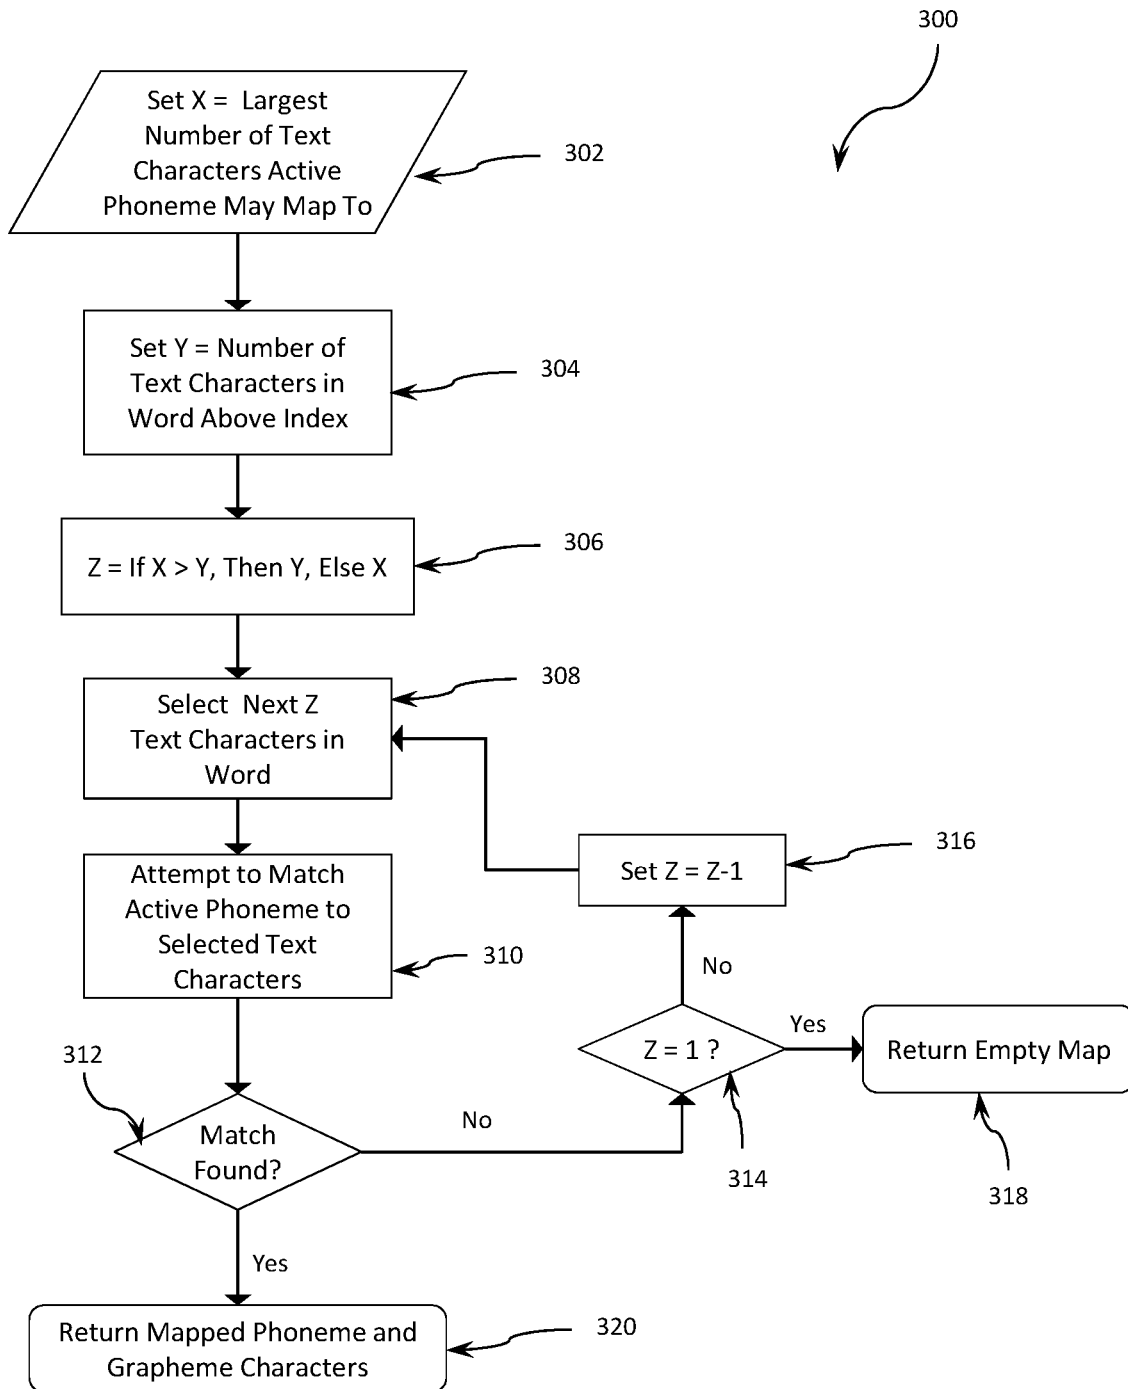 300
Set X = Largest
Number of Text
Characters Active
Phoneme May Map To
302
Set Y = Number of
Text Characters in
Word Above Index
304
Z = If X > Y, Then Y, Else X
306
Select Next Z
Text Characters in
Word
308
Attempt to Match
Active Phoneme to
Selected Text
Characters
310
Set Z = Z-1
316
No
Z = 1 ?
314
Yes
Return Empty Map
318
312
Match
Found?
No
Yes
Return Mapped Phoneme and
Grapheme Characters
320